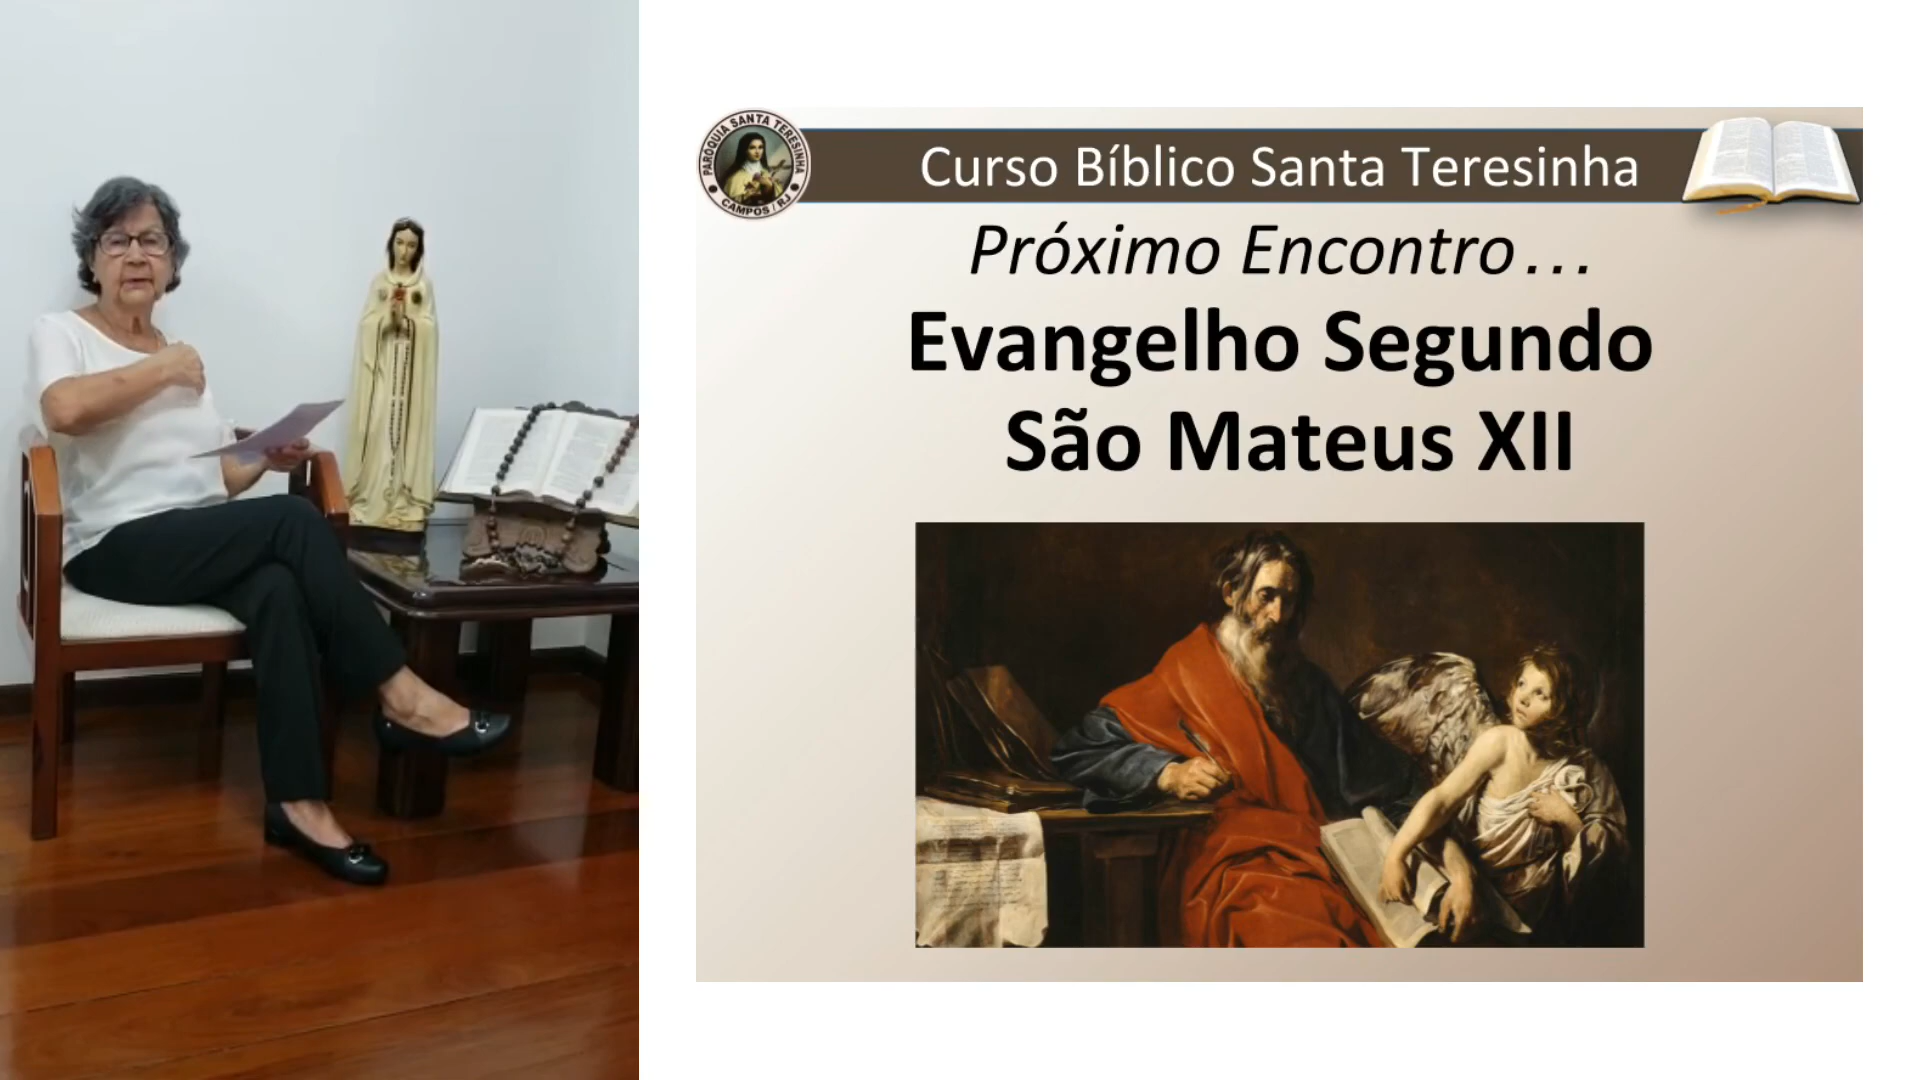 PARÓQUIA SANTA TERESINHA
CAMPOS / RJ
Curso Bíblico Santa Teresinha
Próximo Encontro...
Evangelho Segundo
São Mateus XII